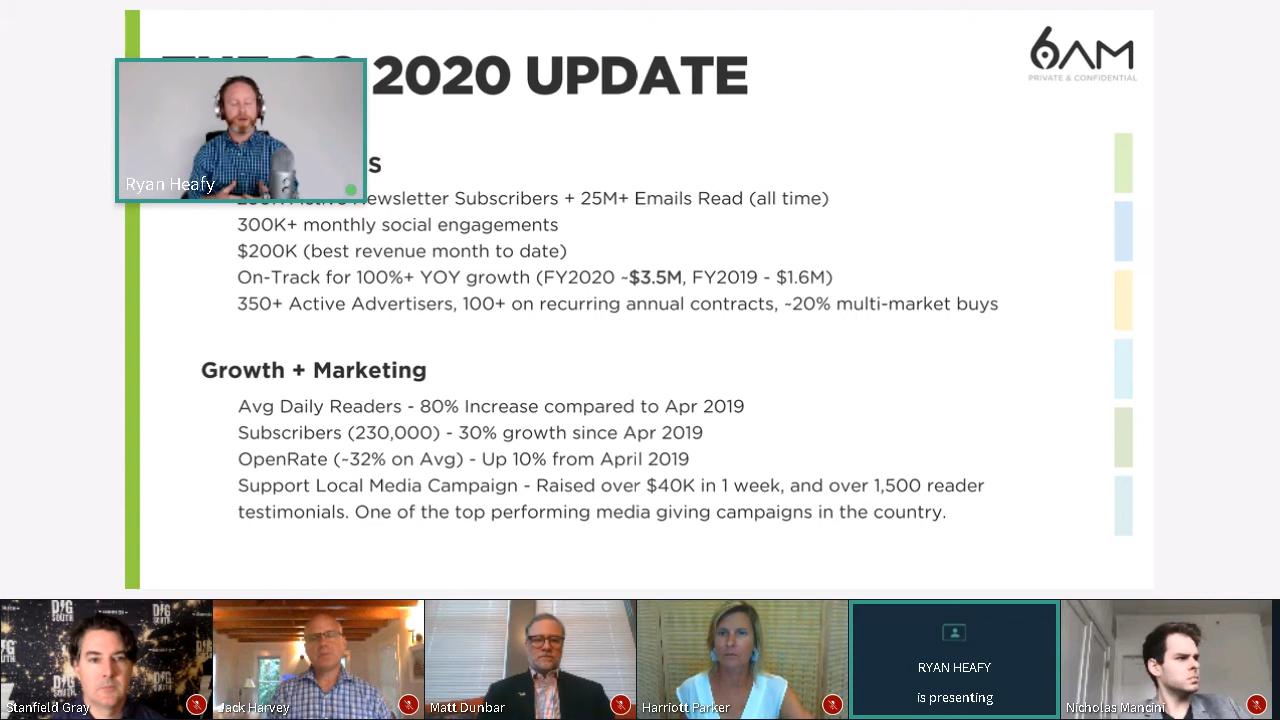 2020 UPDATE
6AM
PRIVATE & CONFIDENTIAL
Ryan Heafy
Newsletter Subscribers + 25M+ Emails Read (all time)
300K+ monthly social engagements
$200K (best revenue month to date)
On-Track for 100%+ YOY growth (FY2020 ~$3.5M, FY2019 - $1.6M)
350+ Active Advertisers, 100+ on recurring annual contracts, ~20% multi-market buys
Growth + Marketing
Avg Daily Readers - 80% Increase compared to Apr 2019
Subscribers (230,000) - 30% growth since Apr 2019
OpenRate (~32% on Avg) - Up 10% from April 2019
Support Local Media Campaign - Raised over $40K in 1 week, and over 1,500 reader
testimonials. One of the top performing media giving campaigns in the country.
DIG
SOUTH
Stanfield Gray
Jack Harvey
Matt Dunbar
Harriott Parker
RYAN HEAFY
is presenting
Nicholas Mancini